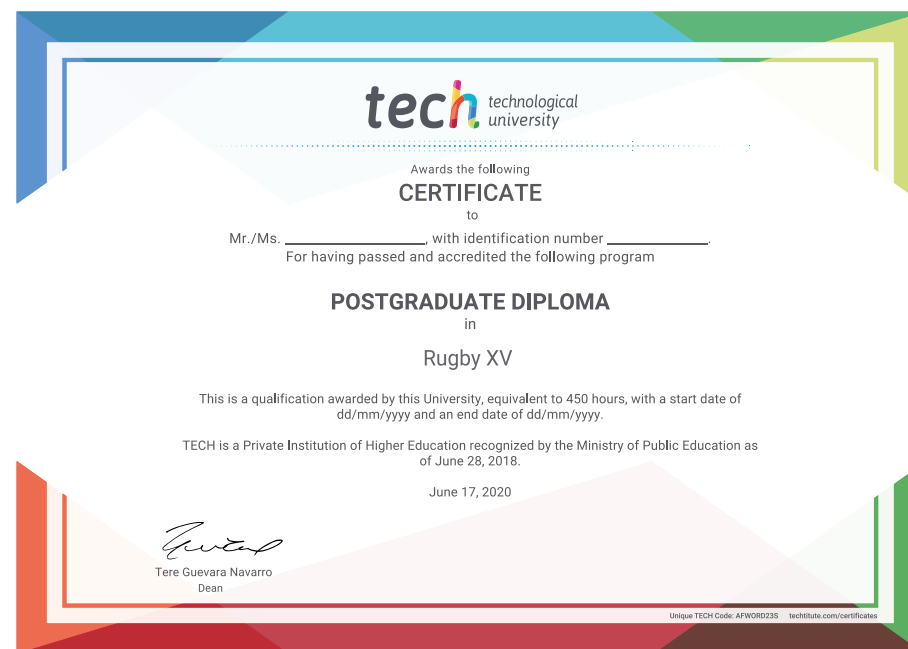 tech technological
university
Awards the following
CERTIFICATE
to
Mr./Ms. ____________________, with identification number ______________.
For having passed and accredited the following program
POSTGRADUATE DIPLOMA
in
Rugby XV
This is a qualification awarded by this University, equivalent to 450 hours, with a start date of
dd/mm/yyyy and an end date of dd/mm/yyyy.
TECH is a Private Institution of Higher Education recognized by the Ministry of Public Education as
of June 28, 2018.
June 17, 2020
Tere Guevara Navarro
Dean
Unique TECH Code: AFWORD23S techtitute.com/certificates